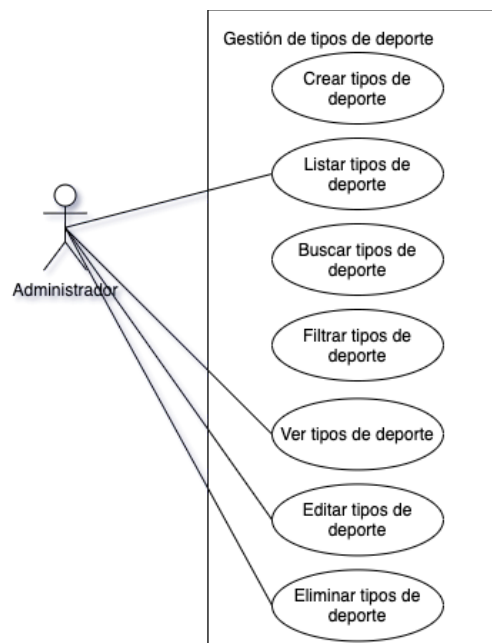 Gestión de tipos de deporte
Crear tipos de
deporte
Listar tipos de
deporte
Administrador
Buscar tipos de
deporte
Filtrar tipos de
deporte
Ver tipos de deporte
Editar tipos de
deporte
Eliminar tipos de
deporte